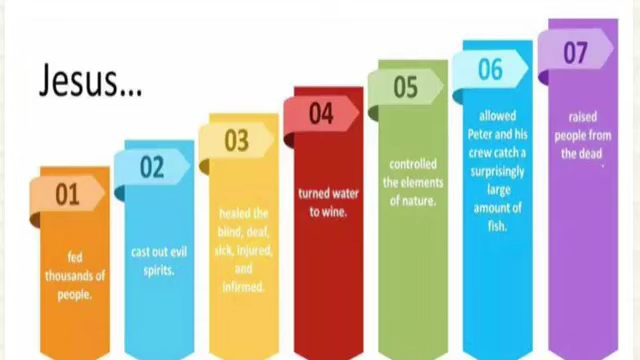 Jesus...
01
fed
thousands of
people.
02
cast out evil
spirits.
03
healed the
blind, deaf,
sick, injured,
and
infirmed.
04
turned water
to wine.
05
controlled
the elements
of nature.
06
allowed
Peter and his
crew catch a
surprisingly
large
amount of
fish.
07
raised
people from
the dead
.